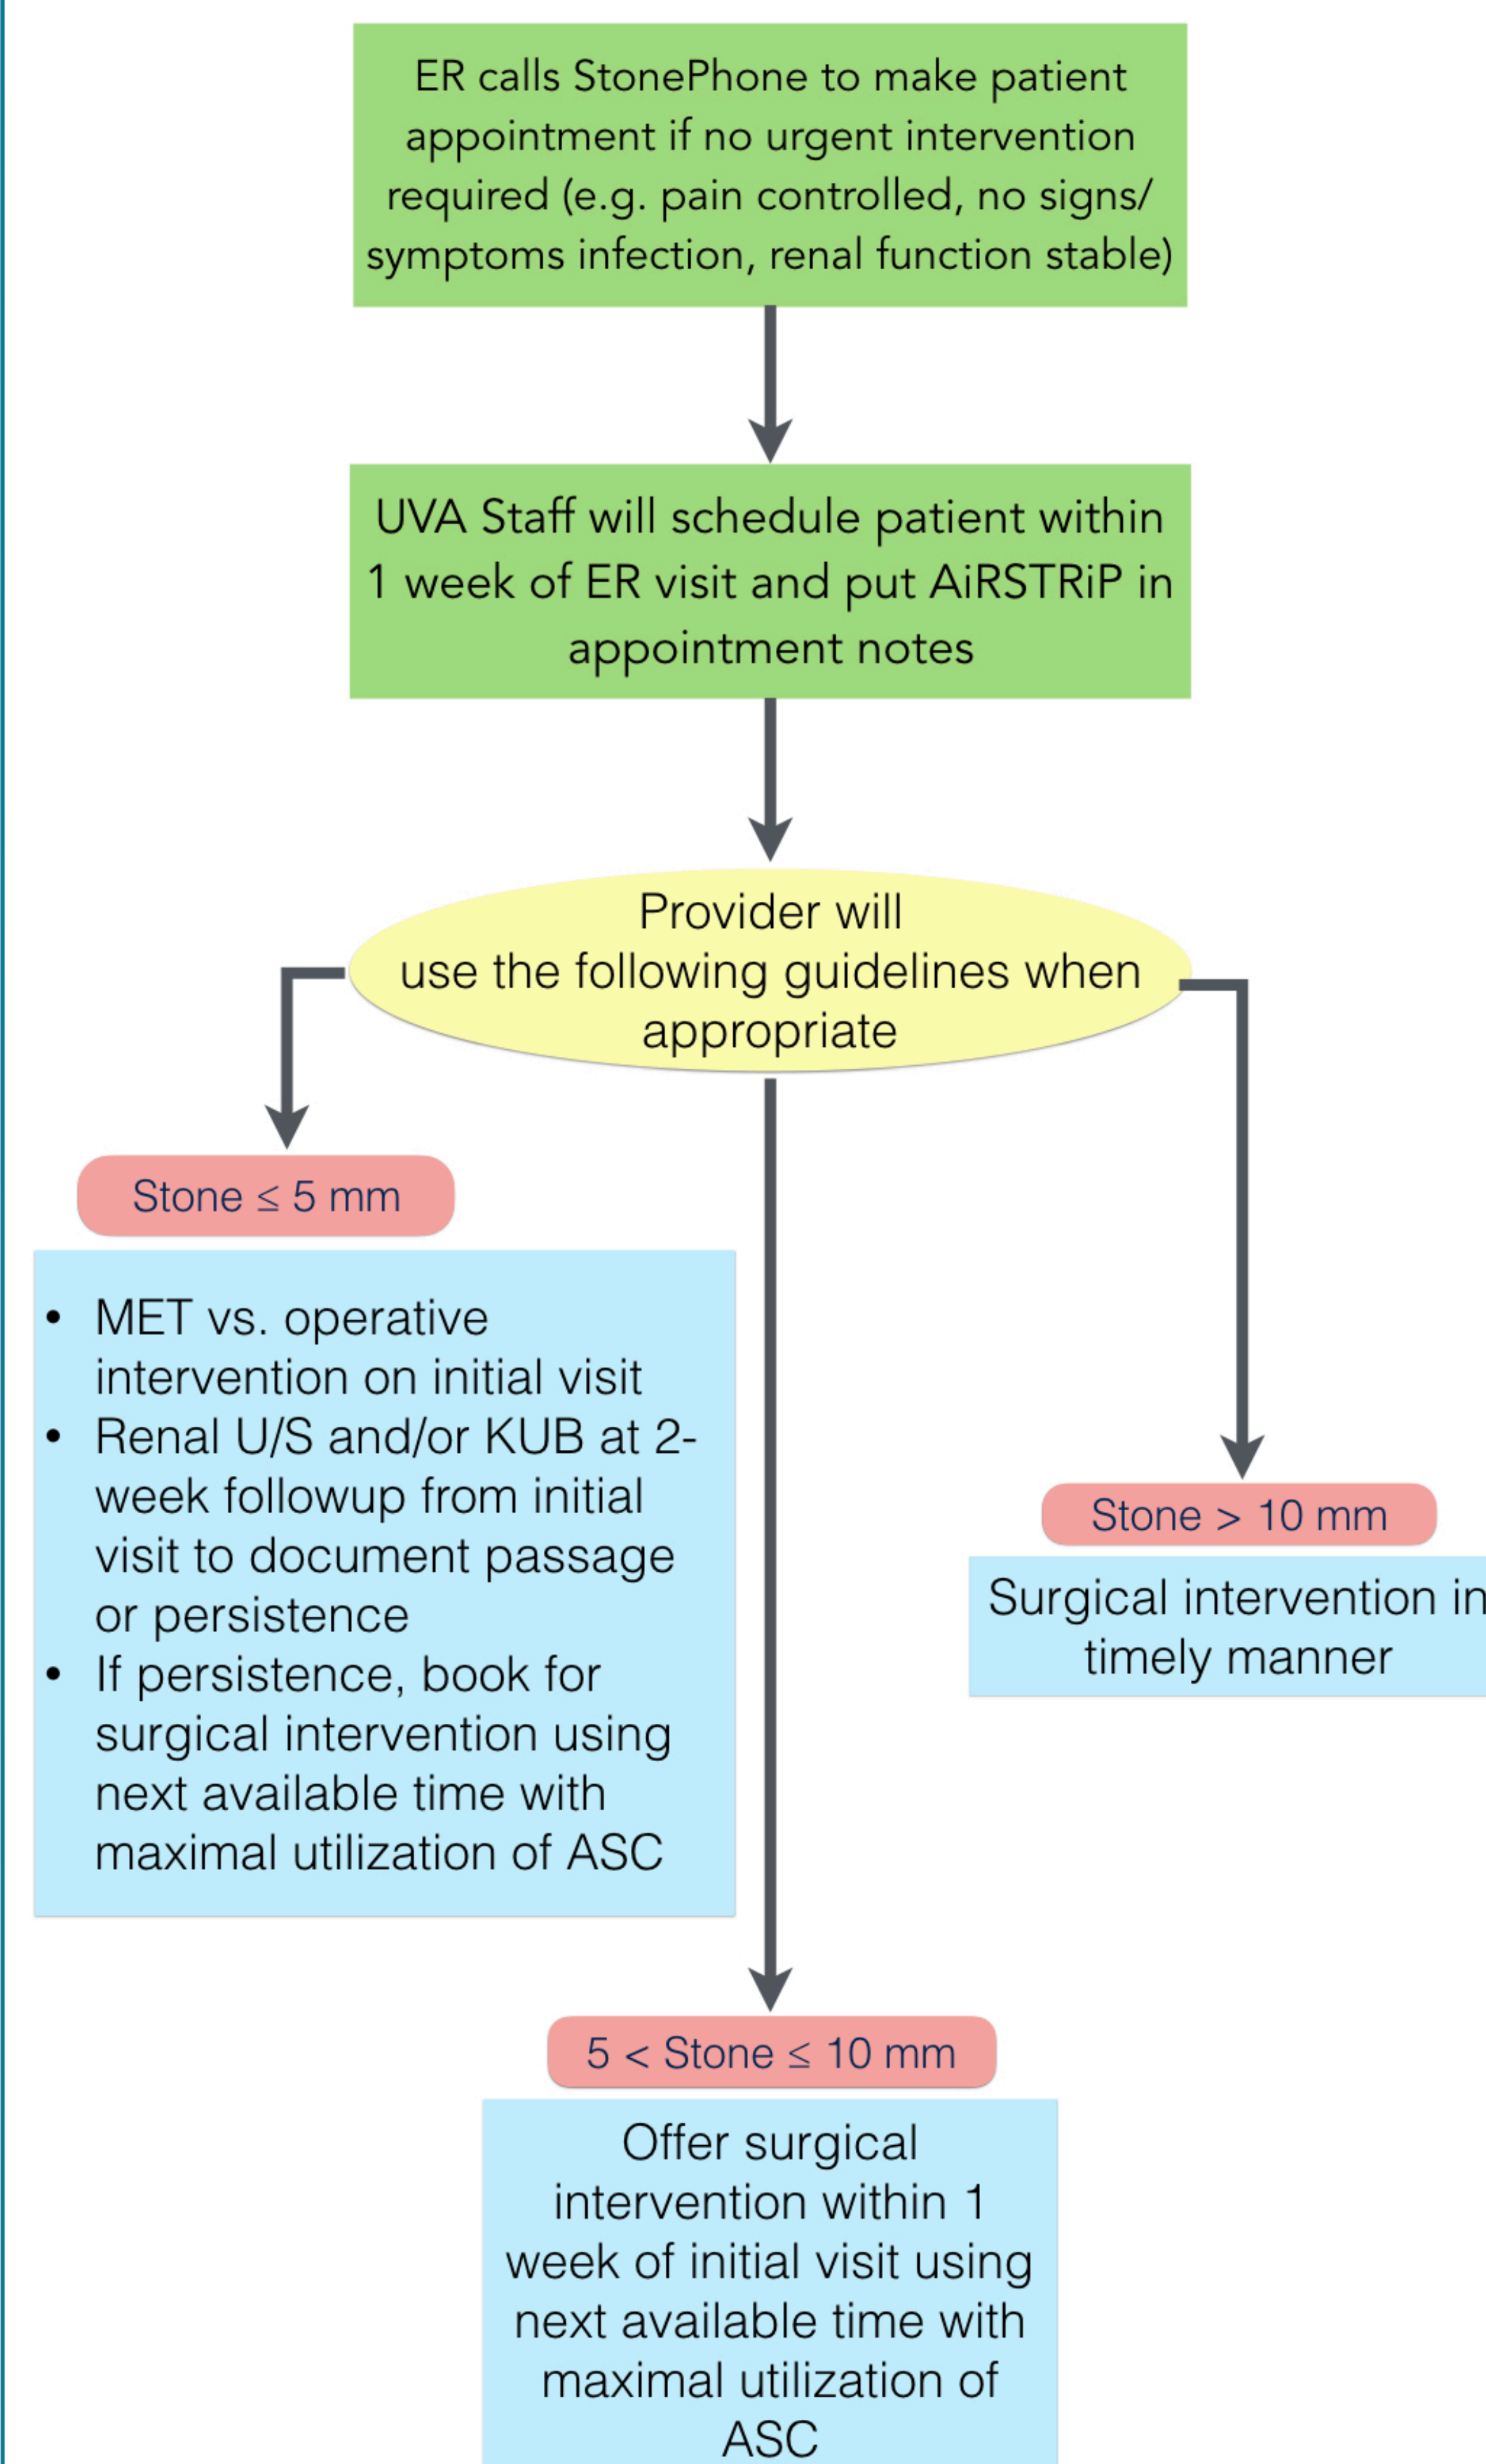 ER calls StonePhone to make patient
appointment if no urgent intervention
required (e.g. pain controlled, no signs/
symptoms infection, renal function stable)
UVA Staff will schedule patient within
1 week of ER visit and put AiRSTRiP in
appointment notes
Provider will
use the following guidelines when
appropriate
Stone ≤ 5 mm
• MET vs. operative
intervention on initial visit
• Renal U/S and/or KUB at 2-
week followup from initial
visit to document passage
or persistence
• If persistence, book for
surgical intervention using
next available time with
maximal utilization of ASC
Stone > 10 mm
Surgical intervention in
timely manner
5 < Stone ≤ 10 mm
Offer surgical
intervention within 1
week of initial visit using
next available time with
maximal utilization of
ASC